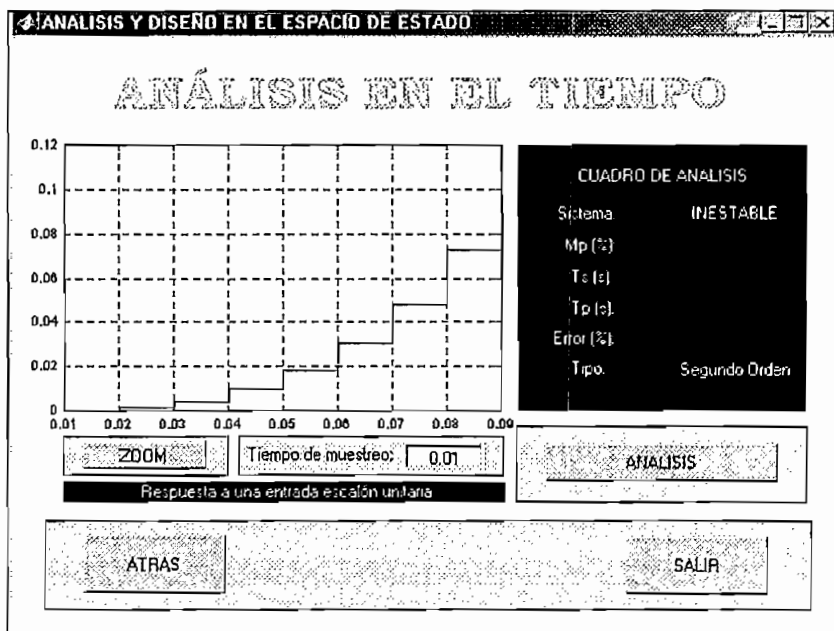 ANALISIS Y DISEÑO EN EL ESPACIO DE ESTADO
ANÁLISIS EN EL TIEMPO
0.12
0.1
0.08
0.06
0.04
0.02
0
0.01 0.02 0.03 0.04 0.05 0.06 0.07 0.08 0.09
CUADRO DE ANALISIS
Sistema. INESTABLE
Mp (%)
Ts (s)
Tp (s).
Error (%).
Tipo. Segundo Orden
ZOOM
Tiempo de muestreo: 0.01
Respuesta a una entrada escalón unitaria
ANALISIS
ATRAS
SALIR